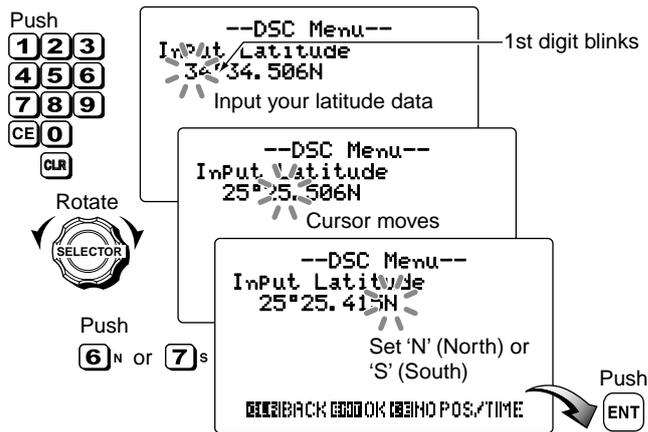 Push
1 2 3
4 5 6
7 8 9
CE 0
CLR
Rotate
SELECTOR
Push
6 N or 7 S
--DSC Menu--
InPut Latitude
34°34.506N
1st digit blinks
Input your latitude data
--DSC Menu--
InPut Latitude
25°25.506N
Cursor moves
--DSC Menu--
InPut Latitude
25°25.415N
Set ‘N’ (North) or
‘S’ (South)
CLR BACK ENT OK CE NO POS./TIME
Push
ENT